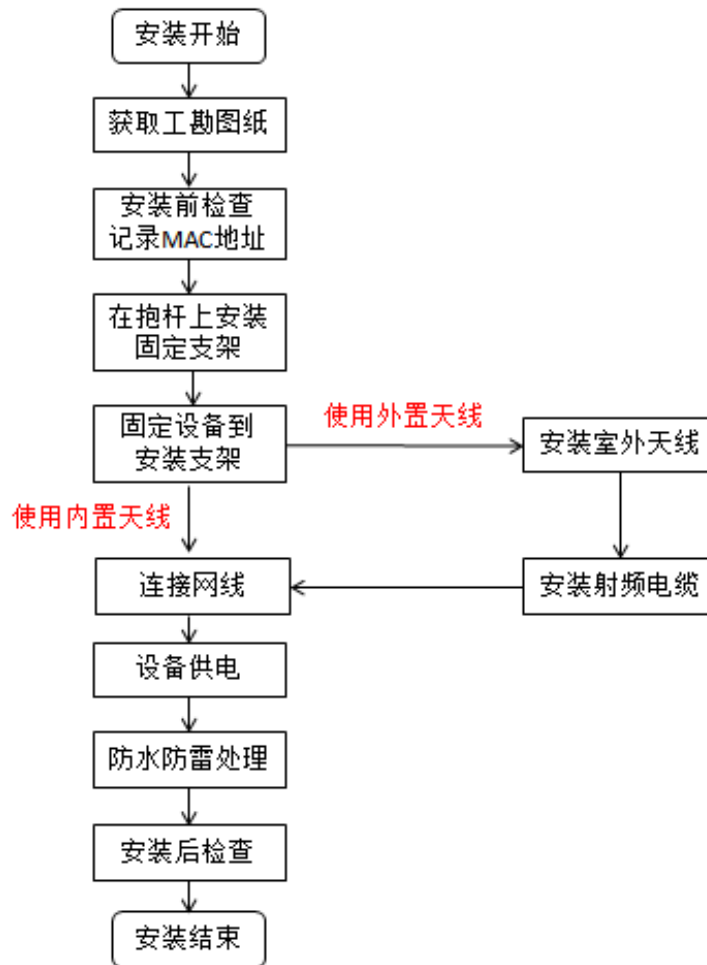 安装开始
获取工勘图纸
安装前检查
记录MAC地址
在抱杆上安装
固定支架
固定设备到
安装支架
使用外置天线
安装室外天线
使用内置天线
连接网线
安装射频电缆
设备供电
防水防雷处理
安装后检查
安装结束